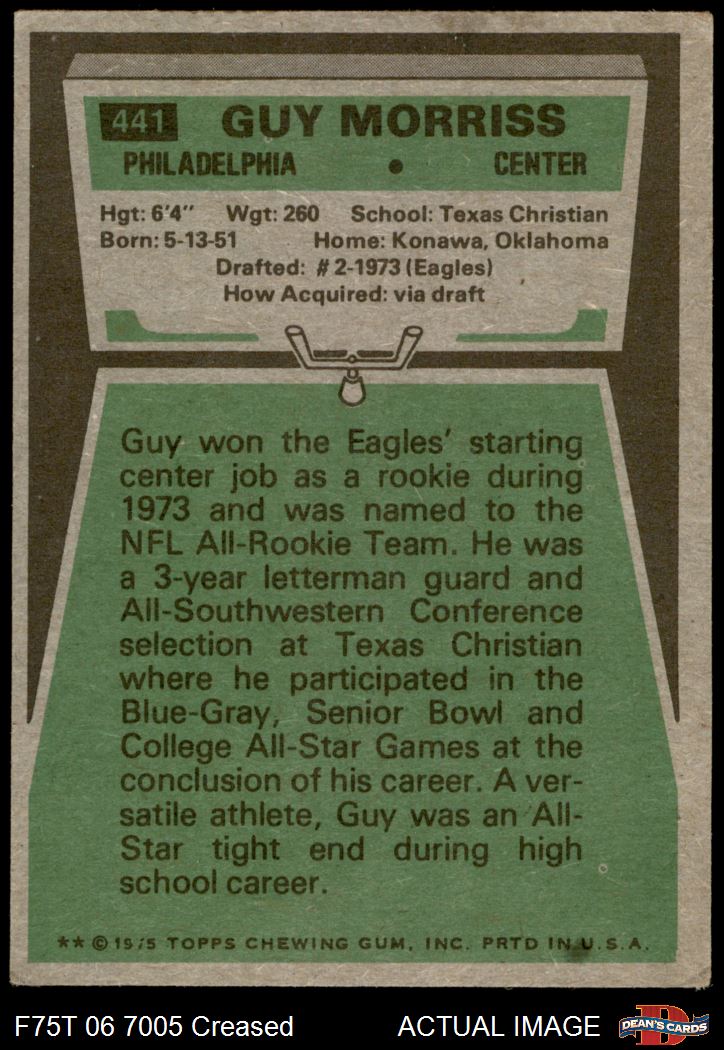 441 GUY MORRISS
PHILADELPHIA • CENTER
Hgt: 6'4" Wgt: 260 School: Texas Christian
Born: 5-13-51 Home: Konawa, Oklahoma
Drafted: #2-1973 (Eagles)
How Acquired: via draft
Guy won the Eagles' starting
center job as a rookie during
1973 and was named to the
NFL All-Rookie Team. He was
a 3-year letterman guard and
All-Southwestern Conference
selection at Texas Christian
where he participated in the
Blue-Gray, Senior Bowl and
College All-Star Games at the
conclusion of his career. A ver-
satile athlete, Guy was an All-
Star tight end during high
school career.
** © 1975 TOPPS CHEWING GUM, INC. PRTD IN U.S.A.
F75T 06 7005 Creased ACTUAL IMAGE
D
DEAN'S CARDS